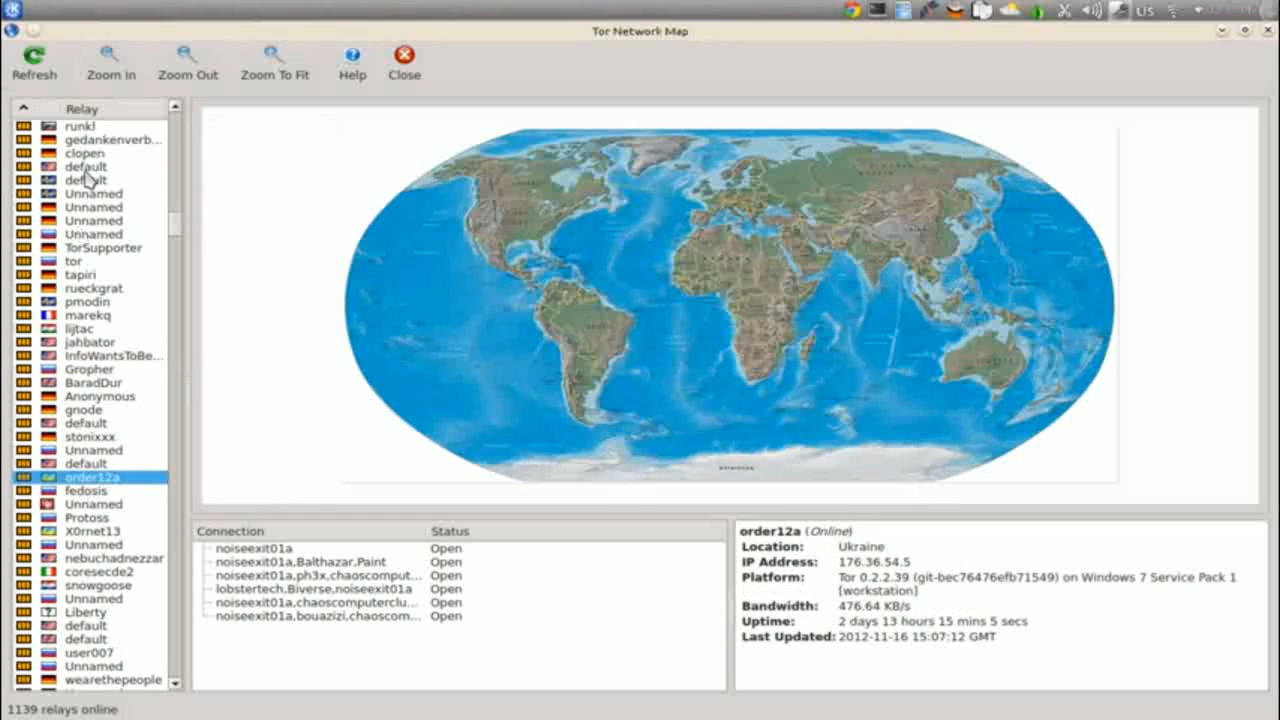 US
Tor Network Map
Refresh
Zoom In
Zoom Out
Zoom To Fit
Help
Close
Relay
runk!
gedankenverb...
clopen
default
default
Unnamed
Unnamed
Unnamed
Unnamed
TorSupporter
tor
tapiri
rueckgrat
pmodin
marekq
lijtac
jahbator
InfoWantsToBe...
Gropher
BaradDur
Anonymous
gnode
default
stonixxx
Unnamed
default
order12a
fedosis
Unnamed
Protoss
X0rnet13
Unnamed
nebuchadnezzar
coresecde2
snowgoose
Unnamed
Liberty
default
default
user007
Unnamed
wearethepeople
Connection Status
noiseexit01a Open
noiseexit01a,Balthazar,Paint Open
noiseexit01a,ph3x,chaoscomput... Open
lobstertech,Biverse,noiseexit01a Open
noiseexit01a,chaoscomputerclu... Open
noiseexit01a,bouazizi,chaoscom... Open
order12a (Online)
Location: Ukraine
IP Address: 176.36.54.5
Platform: Tor 0.2.2.39 (git-bec76476efb71549) on Windows 7 Service Pack 1
[workstation]
Bandwidth: 476.64 KB/s
Uptime: 2 days 13 hours 15 mins 5 secs
Last Updated: 2012-11-16 15:07:12 GMT
1139 relays online